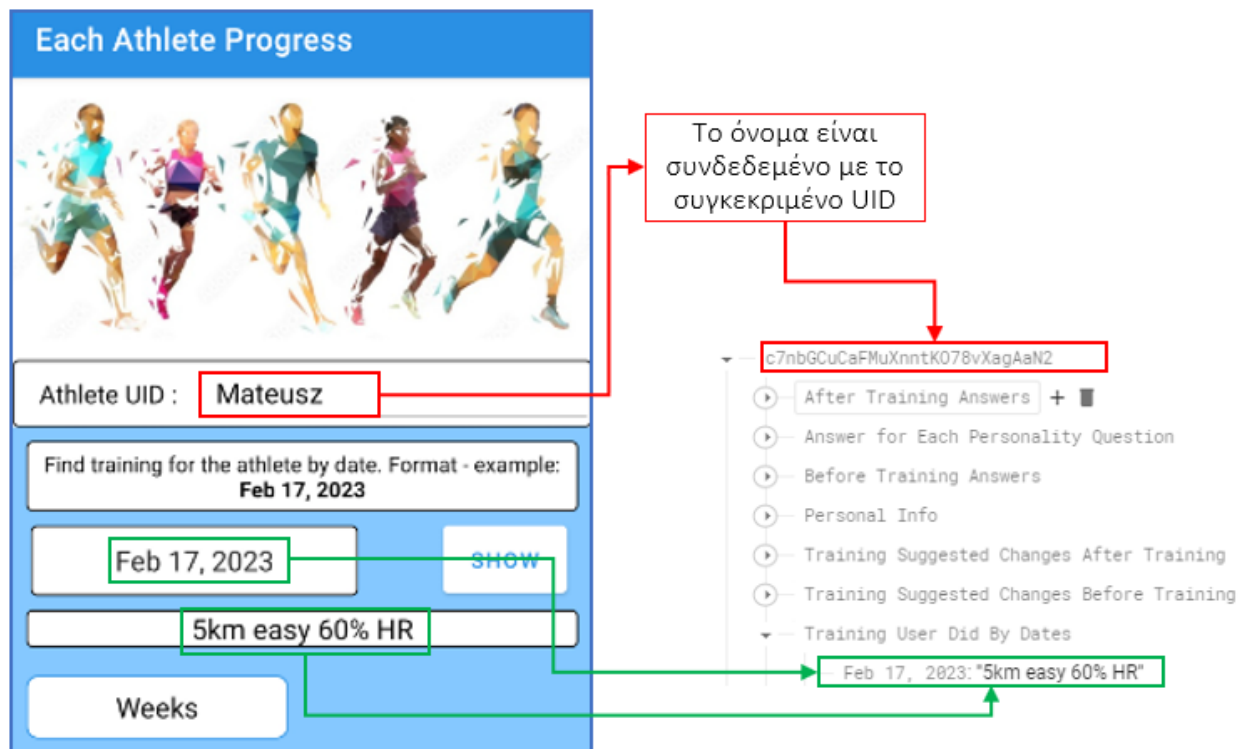 Each Athlete Progress
Το όνομα είναι
συνδεδεμένο με το
συγκεκριμένο UID
Athlete UID : Mateusz
Find training for the athlete by date. Format - example:
Feb 17, 2023
Feb 17, 2023
SHOW
5km easy 60% HR
Weeks
c7nbGCuCaFMuXnntKO78vXagAaN2
After Training Answers
Answer for Each Personality Question
Before Training Answers
Personal Info
Training Suggested Changes After Training
Training Suggested Changes Before Training
Training User Did By Dates
Feb 17, 2023: "5km easy 60% HR"